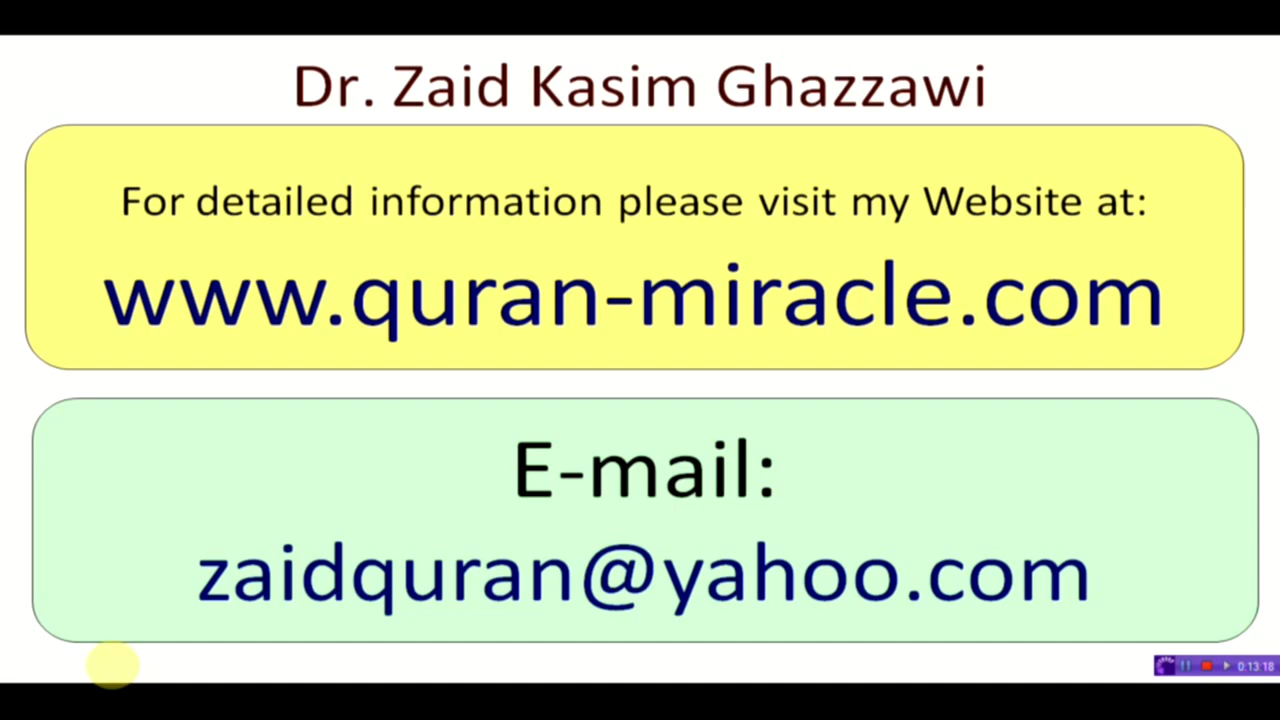 Dr. Zaid Kasim Ghazzawi
For detailed information please visit my Website at:
www.quran-miracle.com
E-mail:
zaidquran@yahoo.com
0:13:18